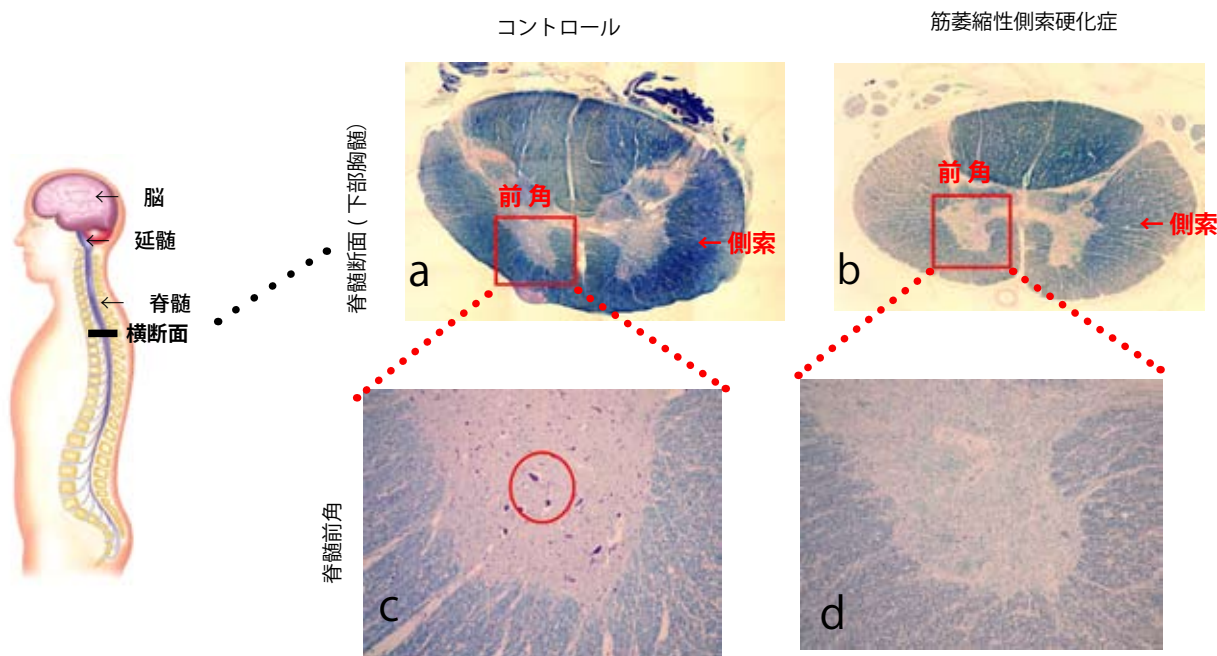 コントロール
筋萎縮性側索硬化症
脊髄断面 ( 下部胸髄)
前 角
← 側索
a
前 角
← 側索
b
← 脳
← 延髄
← 脊髄
横断面
脊髄前角
c
d